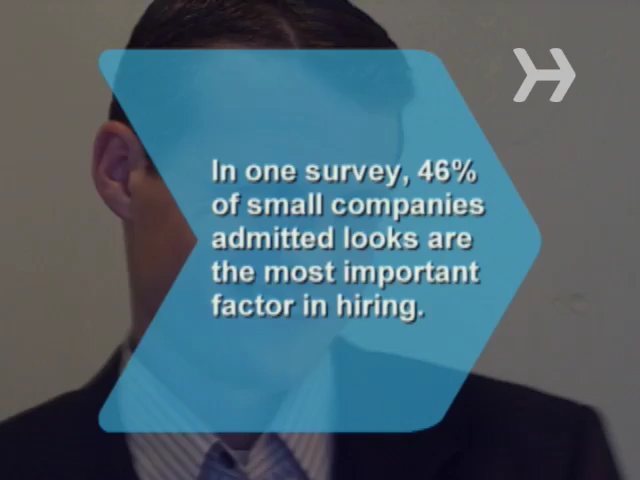 In one survey, 46%
of small companies
admitted looks are
the most important
factor in hiring.